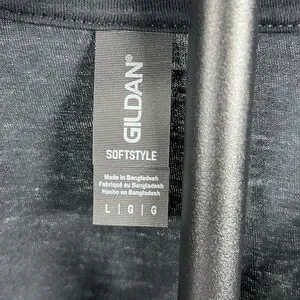 GILDAN®
SOFTSTYLE
Made in Bangladesh
Fabriqué au Bangladesh
Hecho en Bangladesh
L | G | G